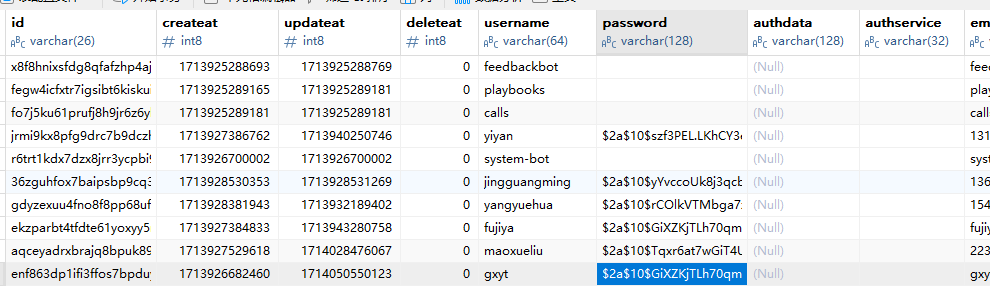 id createat updateat deleteat username password authdata authservice em
ABC varchar(26) # int8 # int8 # int8 ABC varchar(64) ABC varchar(128) ABC varchar(128) ABC varchar(32) ABC
x8f8hnixsfdg8qfafzhp4aj 1713925288693 1713925288769 0 feedbackbot (Null) feed
fegw4icfxtr7igsibt6kisku 1713925289165 1713925289181 0 playbooks (Null) play
fo7j5ku61prufj8h9jr6z6y 1713925289181 1713925289181 0 calls (Null) calls
jrmi9kx8pfg9drc7b9dczl 1713927386762 1713940250746 0 yiyan $2a$10$szf3PEL.LKhCY3 (Null) 131
r6trt1kdx7dzx8jrr3ycpbi 1713926700002 1713926700002 0 system-bot (Null) syst
36zguhfox7baipsbp9cq3 1713928530353 1713928531269 0 jingguangming $2a$10$yYvccoUk8j3qcb (Null) 136
gdyzexuu4fno8f8pp68uf 1713928381943 1713932189402 0 yangyuehua $2a$10$rCOlkVTMbga7 (Null) 154
ekzparbt4tfdte61yoxyy5 1713927384833 1713943280758 0 fujiya $2a$10$GiXZKjTLh70qm (Null) fujiy
aqceyadrxbrajq8bpuk89 1713927529618 1714028476067 0 maoxueliu $2a$10$Tqxr6at7wGiT4U (Null) 223
enf863dp1ifi3ffos7bpdu 1713926682460 1714050550123 0 gxyt $2a$10$GiXZKjTLh70qm (Null) gxy